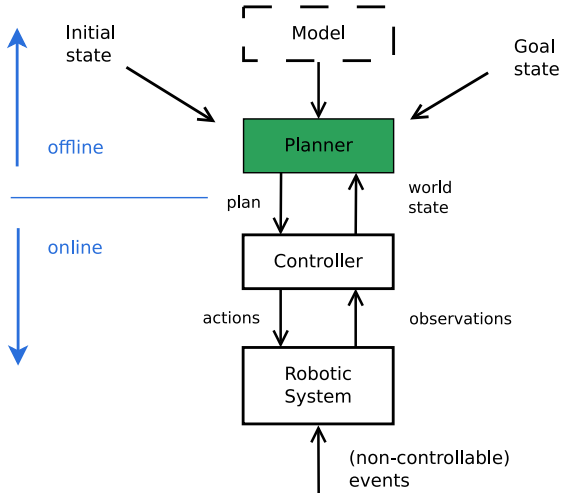 Initial
state
Model
Goal
state
offline
Planner
plan
world
state
online
Controller
actions
observations
Robotic
System
(non-controllable)
events